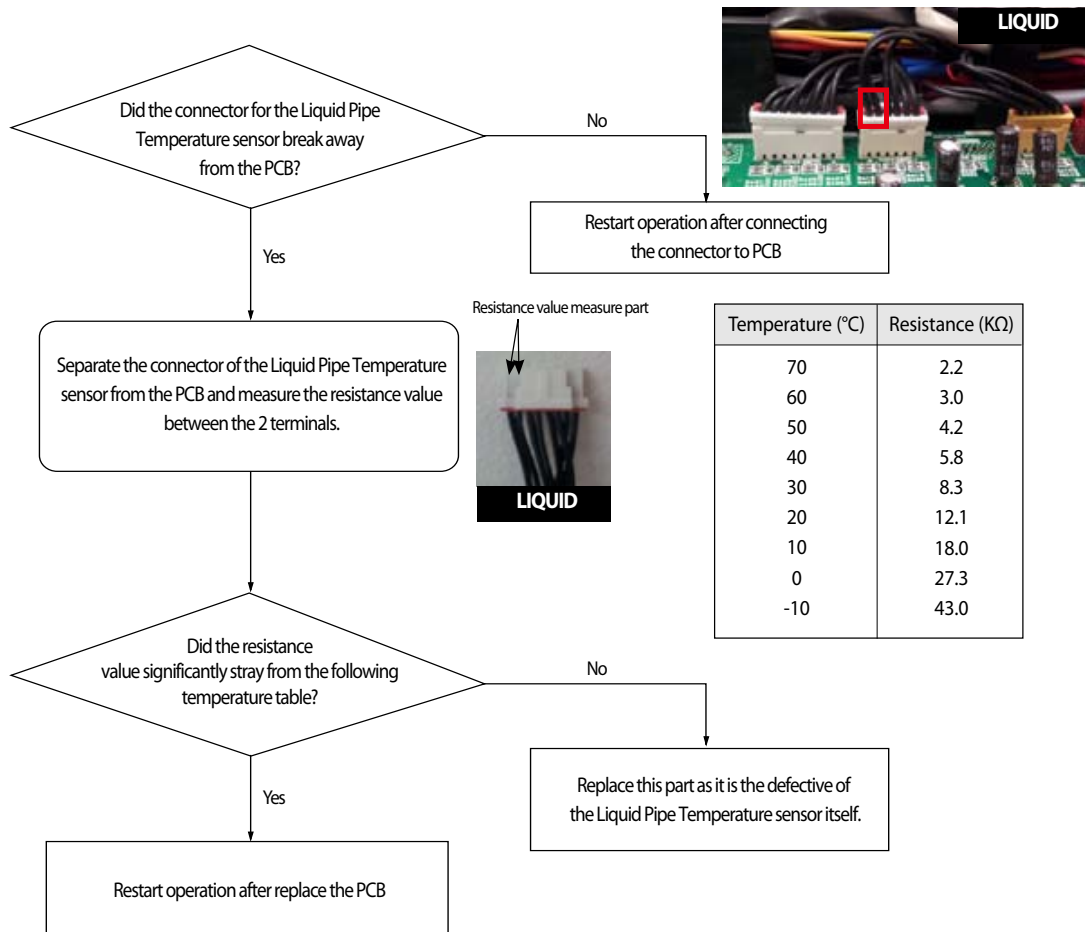 LIQUID
Did the connector for the Liquid Pipe
Temperature sensor break away
from the PCB?
No
Restart operation after connecting
the connector to PCB
Yes
Resistance value measure part
Separate the connector of the Liquid Pipe Temperature
sensor from the PCB and measure the resistance value
between the 2 terminals.
LIQUID
Temperature (°C) Resistance (KΩ)
70 2.2
60 3.0
50 4.2
40 5.8
30 8.3
20 12.1
10 18.0
0 27.3
-10 43.0
Did the resistance
value significantly stray from the following
temperature table?
No
Replace this part as it is the defective of
the Liquid Pipe Temperature sensor itself.
Yes
Restart operation after replace the PCB